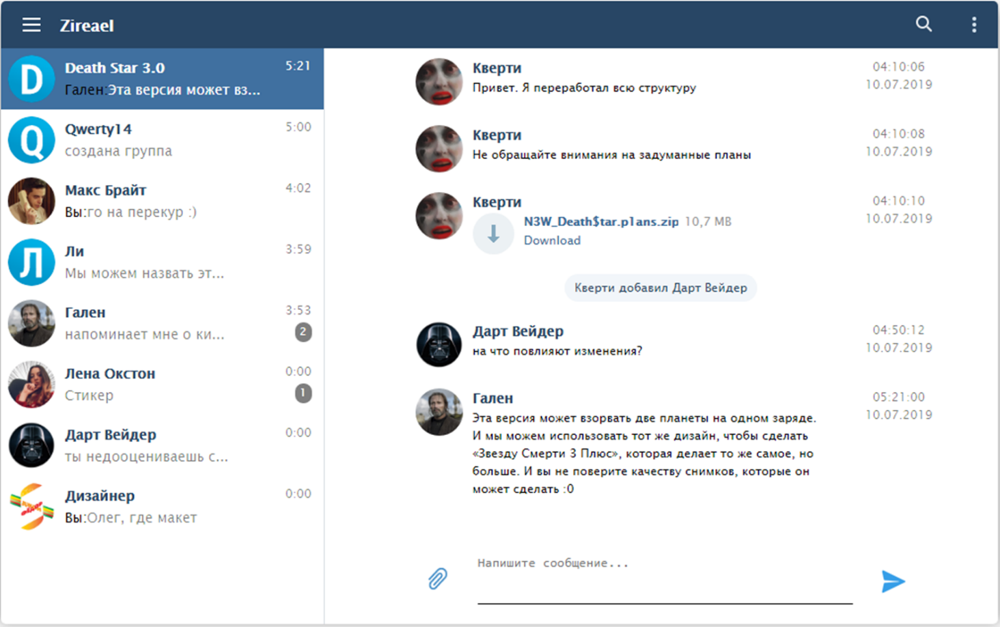 Zireael
D
Death Star 3.0
5:21
Гален:Эта версия может вз...
Q
Qwerty14
5:00
создана группа
Макс Брайт
4:02
Вы:го на перекур :)
Л
Ли
3:59
Мы можем назвать эт...
Гален
3:53
напоминает мне о ки...
2
Лена Окстон
0:00
Стикер
1
Дарт Вейдер
0:00
ты недооцениваешь с...
Дизайнер
0:00
Вы:Олег, где макет
Кверти
04:10:06
Привет. Я переработал всю структуру
10.07.2019
Кверти
04:10:08
Не обращайте внимания на задуманные планы
10.07.2019
Кверти
04:10:10
N3W_Death$tar.p1ans.zip 10,7 MB
10.07.2019
Download
Кверти добавил Дарт Вейдер
Дарт Вейдер
04:50:12
на что повлияют изменения?
10.07.2019
Гален
05:21:00
Эта версия может взорвать две планеты на одном заряде.
10.07.2019
И мы можем использовать тот же дизайн, чтобы сделать
«Звезду Смерти 3 Плюс», которая делает то же самое, но
больше. И вы не поверите качеству снимков, которые он
может сделать :0
Напишите сообщение...